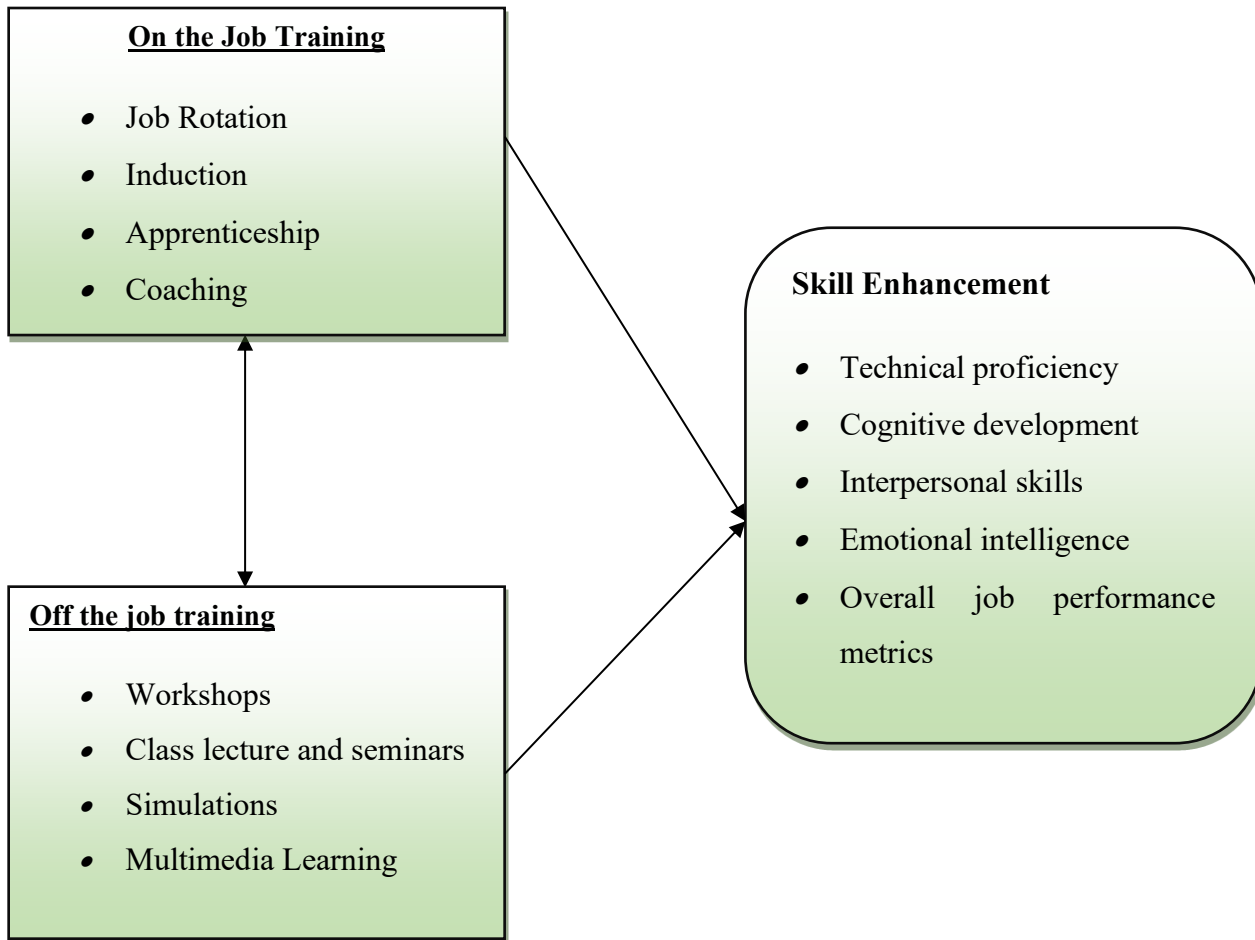 On the Job Training
• Job Rotation
• Induction
• Apprenticeship
• Coaching
Skill Enhancement
• Technical proficiency
• Cognitive development
• Interpersonal skills
• Emotional intelligence
• Overall job performance
metrics
Off the job training
• Workshops
• Class lecture and seminars
• Simulations
• Multimedia Learning